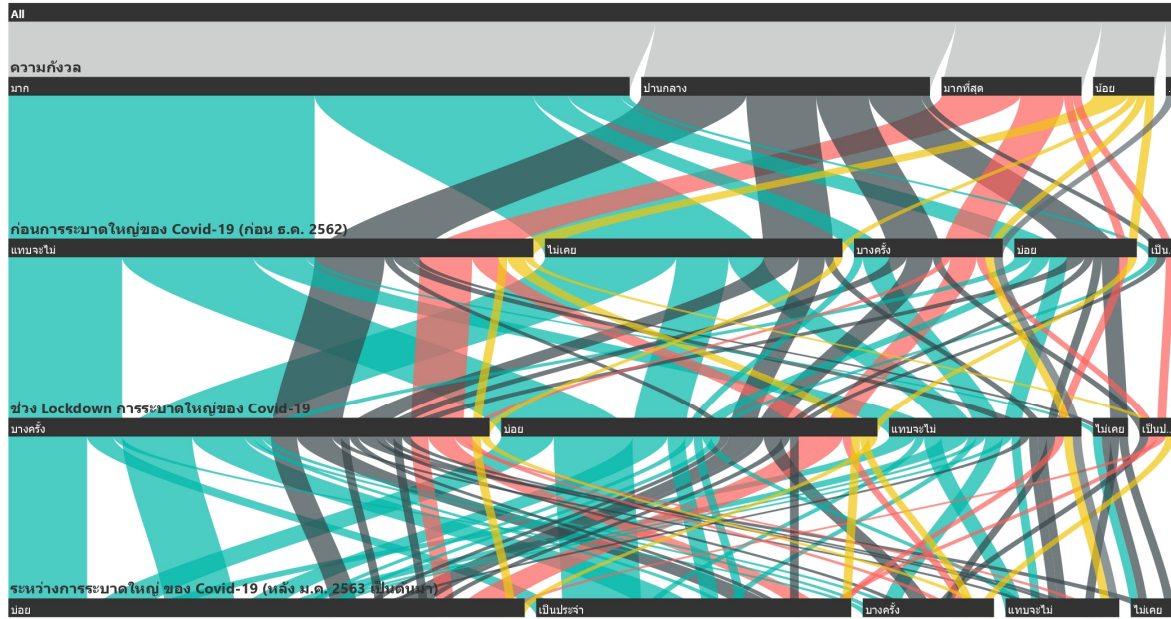 All
ความกังวล
มาก ปานกลาง มากที่สุด น้อย ..
ก่อนการระบาดใหญ่ของ Covid-19 (ก่อน ธ.ค. 2562)
แทบจะไม่ ไม่เคย บางครั้ง บ่อย เป็น..
ช่วง Lockdown การระบาดใหญ่ของ Covid-19
บางครั้ง บ่อย แทบจะไม่ ไม่เคย เป็นป..
ระหว่างการระบาดใหญ่ ของ Covid-19 (หลัง ม.ค. 2563 เป็นต้นมา)
บ่อย เป็นประจำ บางครั้ง แทบจะไม่ ไม่เคย